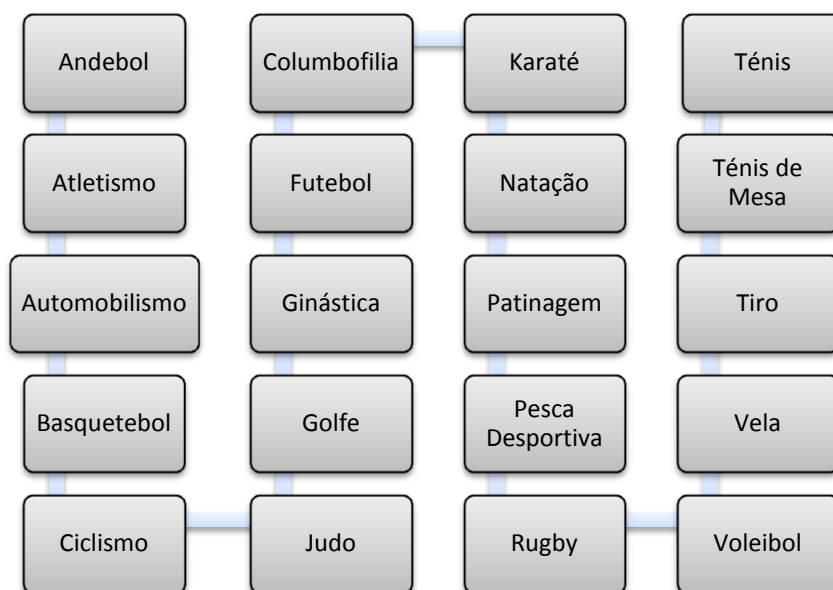 Andebol
Atletismo
Automobilismo
Basquetebol
Ciclismo
Columbofilia
Futebol
Ginástica
Golfe
Judo
Karaté
Natação
Patinagem
Pesca
Desportiva
Rugby
Ténis
Ténis de
Mesa
Tiro
Vela
Voleibol